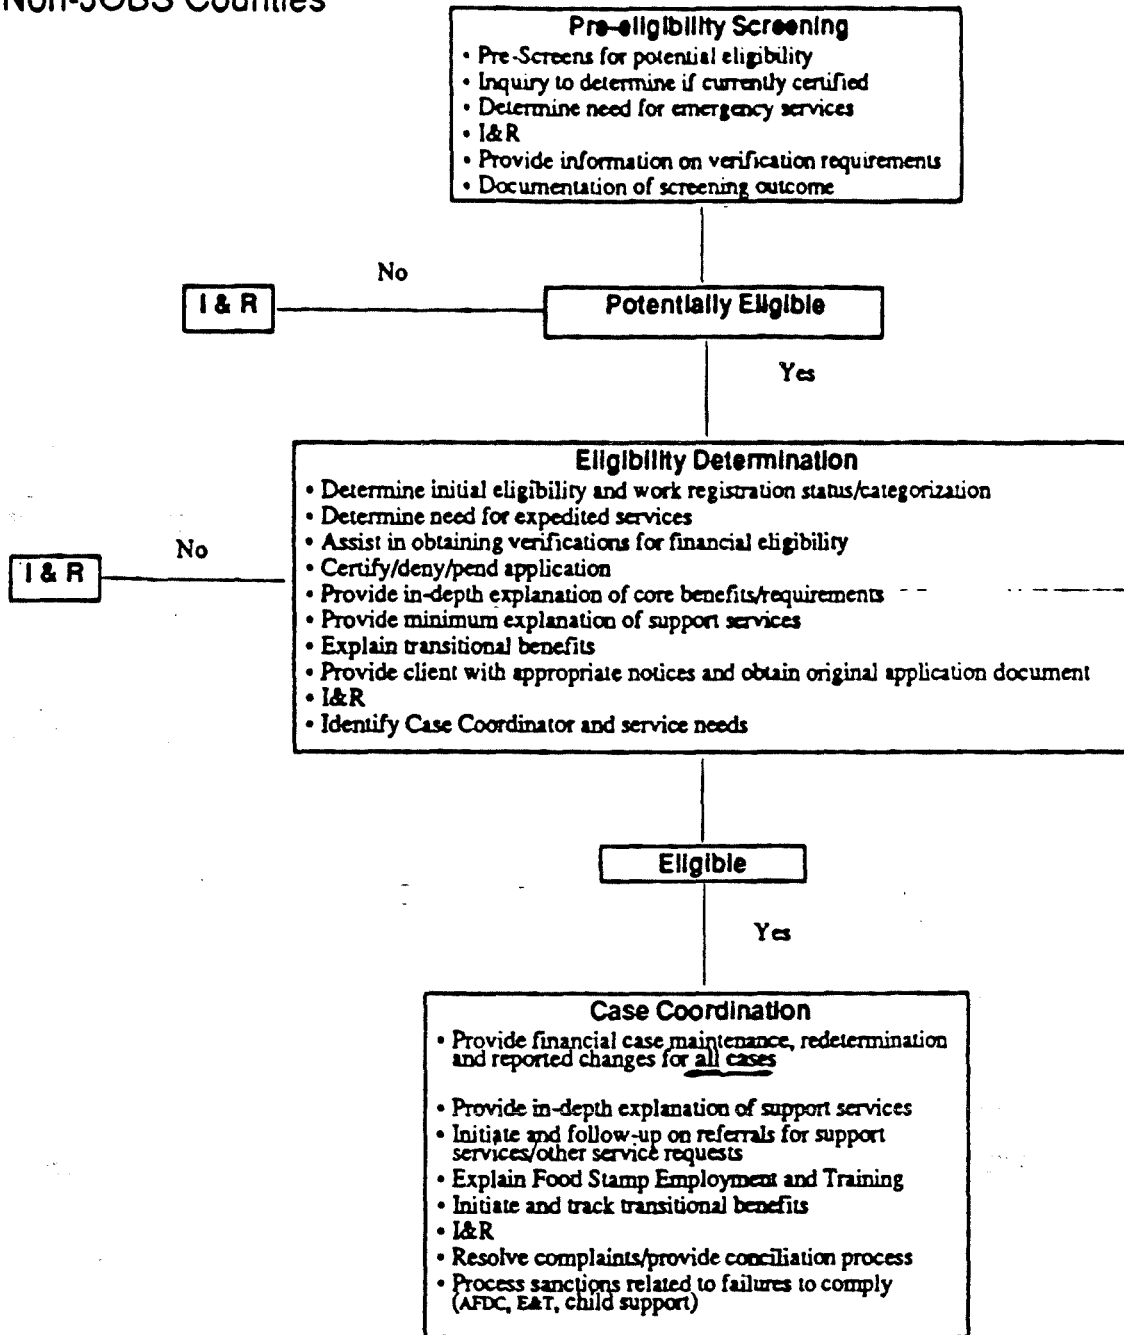 Non-JOBS Counties
Pre-eligibility Screening
• Pre-Screens for potential eligibility
• Inquiry to determine if currently certified
• Determine need for emergency services
• I&R
• Provide information on verification requirements
• Documentation of screening outcome
No
I & R
Potentially Eligible
Yes
Eligibility Determination
• Determine initial eligibility and work registration status/categorization
• Determine need for expedited services
• Assist in obtaining verifications for financial eligibility
No
I & R
• Certify/deny/pend application
• Provide in-depth explanation of core benefits/requirements
• Provide minimum explanation of support services
• Explain transitional benefits
• Provide client with appropriate notices and obtain original application document
• I&R
• Identify Case Coordinator and service needs
Eligible
Yes
Case Coordination
• Provide financial case maintenance, redetermination
and reported changes for all cases
• Provide in-depth explanation of support services
• Initiate and follow-up on referrals for support
services/other service requests
• Explain Food Stamp Employment and Training
• Initiate and track transitional benefits
• I&R
• Resolve complaints/provide conciliation process
• Process sanctions related to failures to comply
(AFDC, E&T, child support)